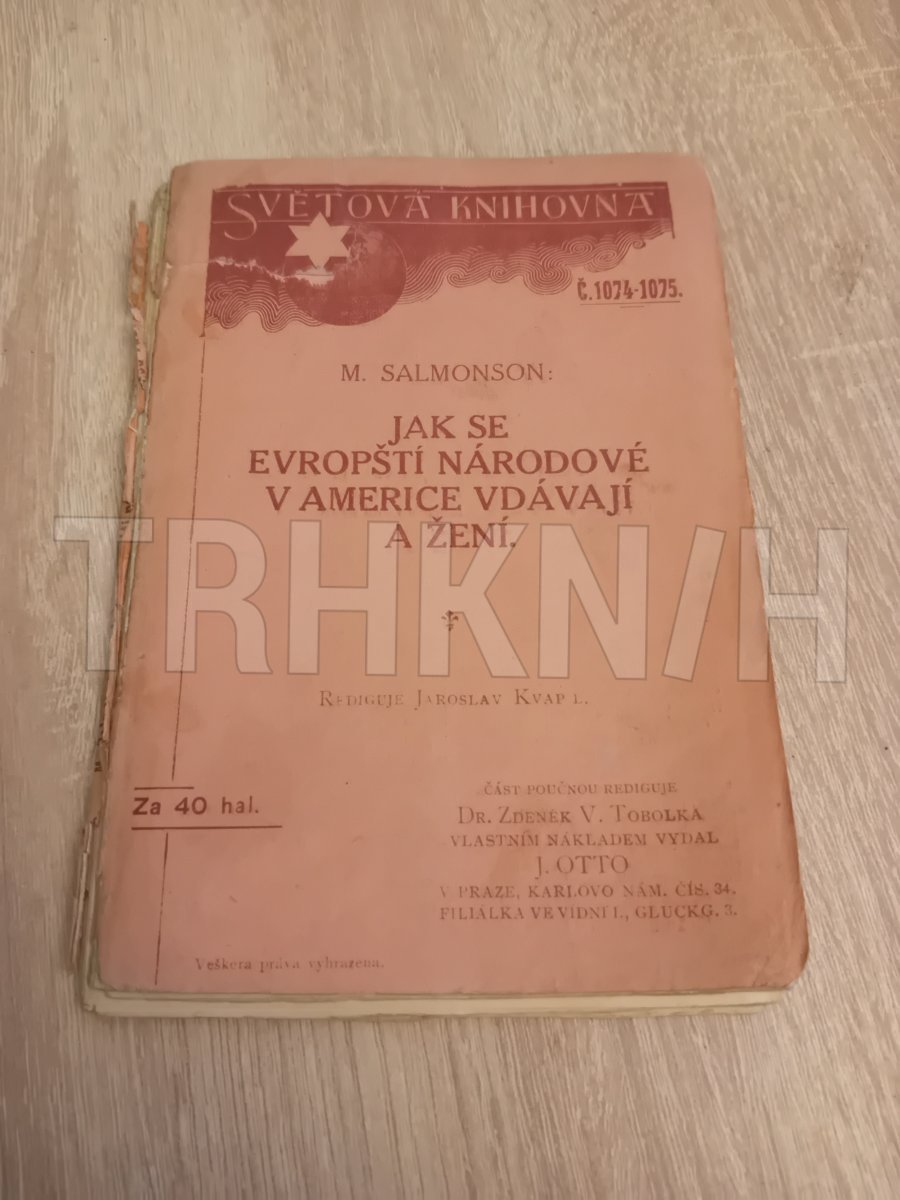 SVĚTOVÁ KNIHOVNA
Č. 1074-1075.
M. SALMONSON:
JAK SE
EVROPŠTÍ NÁRODOVÉ
V AMERICE VDÁVAJÍ
A ŽENÍ.
TRHKNIH
REDIGUJE JAROSLAV KVAPIL.
Za 40 hal.
ČÁST POUČNOU REDIGUJE
DR. ZDENĚK V. TOBOLKA
VLASTNÍM NÁKLADEM VYDAL
J. OTTO
V PRAZE, KARLOVO NÁM. ČÍS. 34.
FILIÁLKA VE VÍDNI I., GLUCKG. 3.
Veškera práva vyhražena.